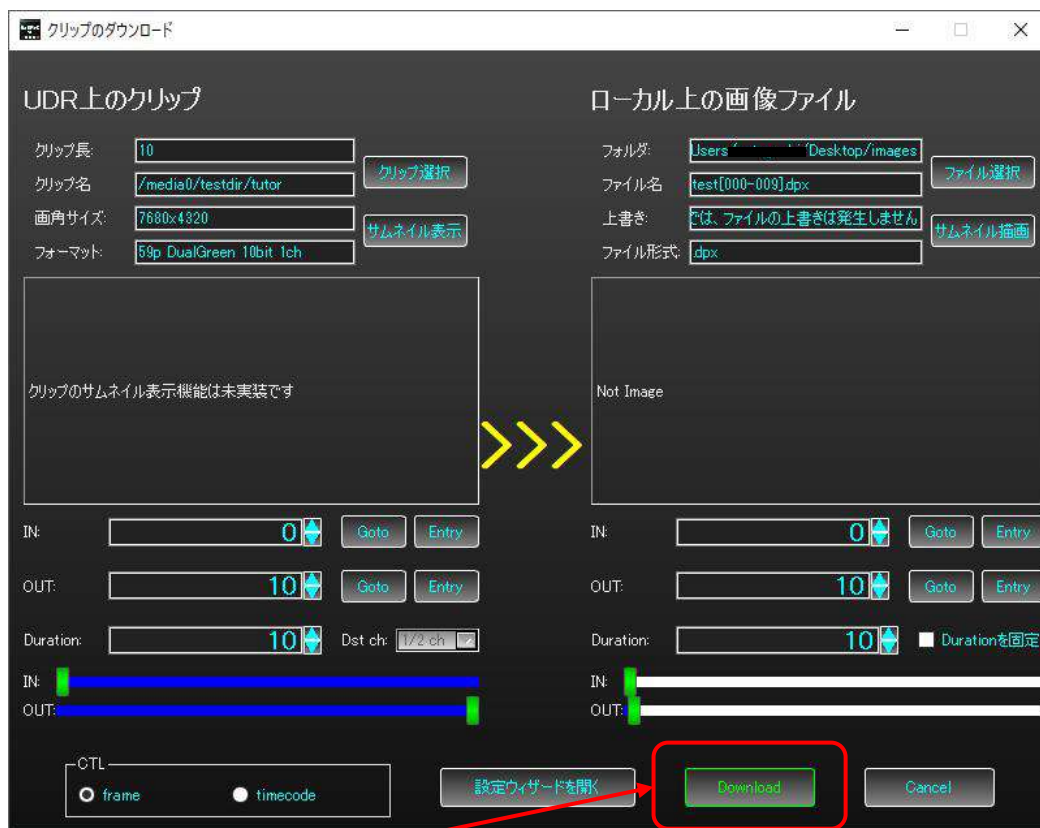 クリップのダウンロード
UDR上のクリップ
クリップ長: 10
クリップ名 /media0/testdir/tutor
クリップ選択
画角サイズ: 7680x4320
フォーマット: 59p DualGreen 10bit 1ch
サムネイル表示
クリップのサムネイル表示機能は未実装です
IN: 0 Goto Entry
OUT: 10 Goto Entry
Duration: 10 Dst ch: 1/2 ch
IN:
OUT:
ローカル上の画像ファイル
フォルダ: Users/ /Desktop/images
ファイル名 test[000-009].dpx
ファイル選択
上書き: では、ファイルの上書きは発生しません
ファイル形式: .dpx
サムネイル描画
Not Image
IN: 0 Goto Entry
OUT: 10 Goto Entry
Duration: 10 Durationを固定
IN:
OUT:
CTL
frame timecode
設定ウィザードを開く
Download
Cancel